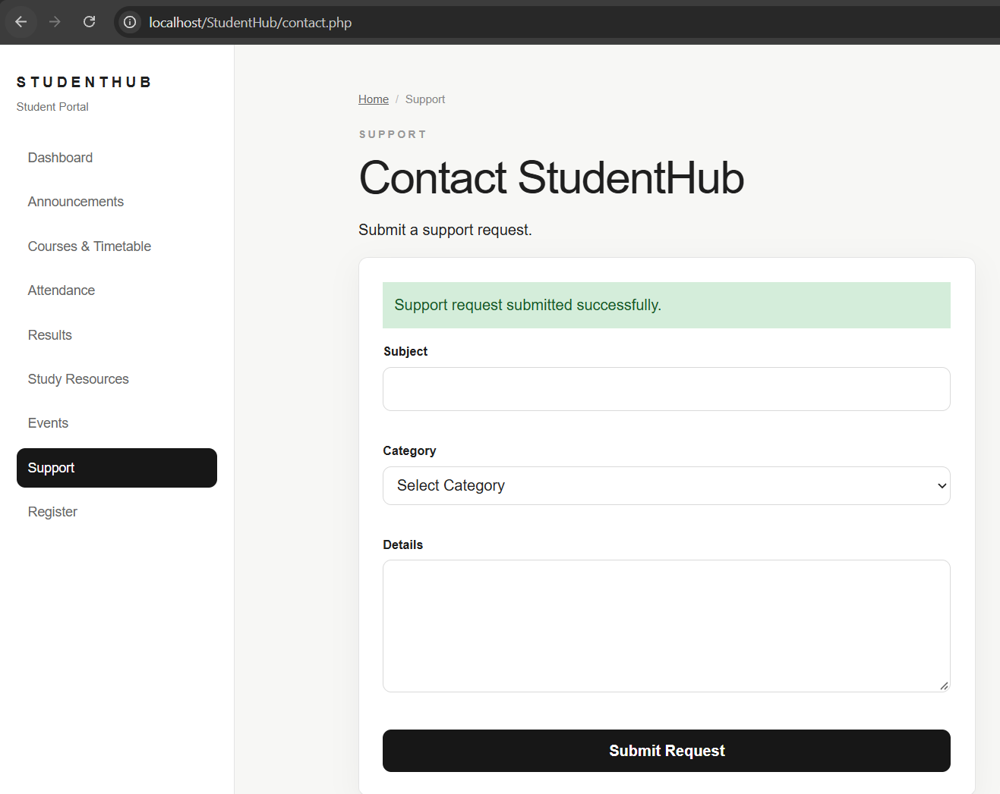 localhost/StudentHub/contact.php
STUDENTHUB
Student Portal
Dashboard
Announcements
Courses & Timetable
Attendance
Results
Study Resources
Events
Support
Register
Home / Support
SUPPORT
Contact StudentHub
Submit a support request.
Support request submitted successfully.
Subject
Category
Select Category
Details
Submit Request